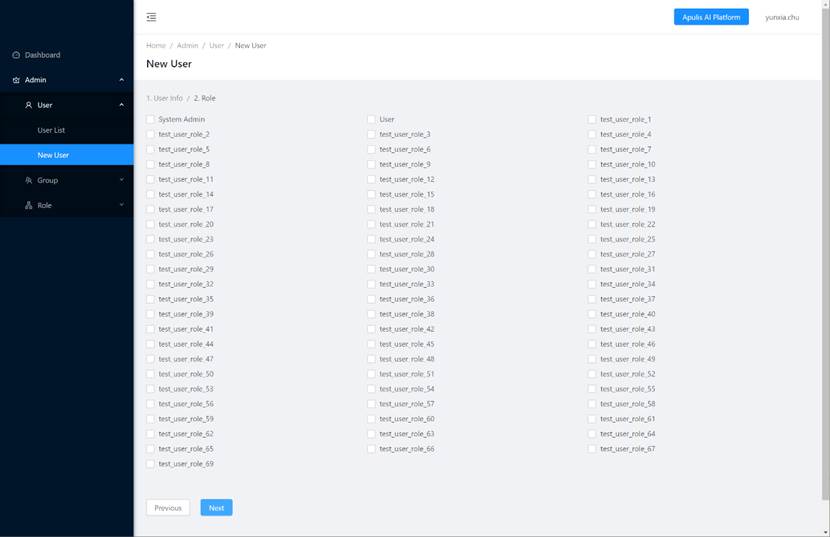 Apulis AI Platform
yunxia.chu
Dashboard
Admin
User
User List
New User
Group
Role
Home / Admin / User / New User
New User
1. User Info / 2. Role
System Admin User test_user_role_1
test_user_role_2 test_user_role_3 test_user_role_4
test_user_role_5 test_user_role_6 test_user_role_7
test_user_role_8 test_user_role_9 test_user_role_10
test_user_role_11 test_user_role_12 test_user_role_13
test_user_role_14 test_user_role_15 test_user_role_16
test_user_role_17 test_user_role_18 test_user_role_19
test_user_role_20 test_user_role_21 test_user_role_22
test_user_role_23 test_user_role_24 test_user_role_25
test_user_role_26 test_user_role_28 test_user_role_27
test_user_role_29 test_user_role_30 test_user_role_31
test_user_role_32 test_user_role_33 test_user_role_34
test_user_role_35 test_user_role_36 test_user_role_37
test_user_role_39 test_user_role_38 test_user_role_40
test_user_role_41 test_user_role_42 test_user_role_43
test_user_role_44 test_user_role_45 test_user_role_46
test_user_role_47 test_user_role_48 test_user_role_49
test_user_role_50 test_user_role_51 test_user_role_52
test_user_role_53 test_user_role_54 test_user_role_55
test_user_role_56 test_user_role_57 test_user_role_58
test_user_role_59 test_user_role_60 test_user_role_61
test_user_role_62 test_user_role_63 test_user_role_64
test_user_role_65 test_user_role_66 test_user_role_67
test_user_role_69
Previous Next